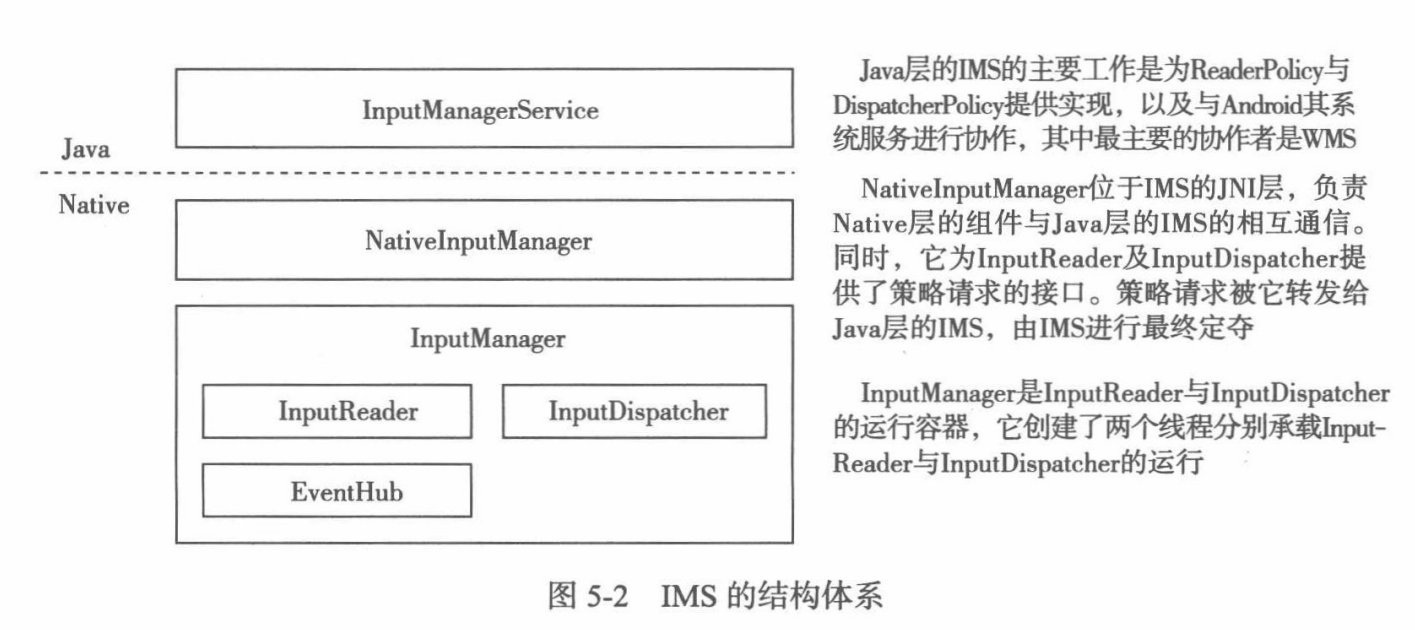 InputManagerService
Java层的IMS的主要工作是为ReaderPolicy与
DispatcherPolicy提供实现，以及与Android其系
统服务进行协作，其中最主要的协作者是WMS
Java
Native
NativeInputManager
NativeInputManager位于IMS的JNI层，负责
Native层的组件与Java层的IMS的相互通信。
同时，它为InputReader及InputDispatcher提
供了策略请求的接口。策略请求被它转发给
Java层的IMS，由IMS进行最终定夺
InputManager
InputReader
InputDispatcher
EventHub
InputManager是InputReader与InputDispatcher
的运行容器，它创建了两个线程分别承载Input-
Reader与InputDispatcher的运行
图 5-2 IMS 的结构体系